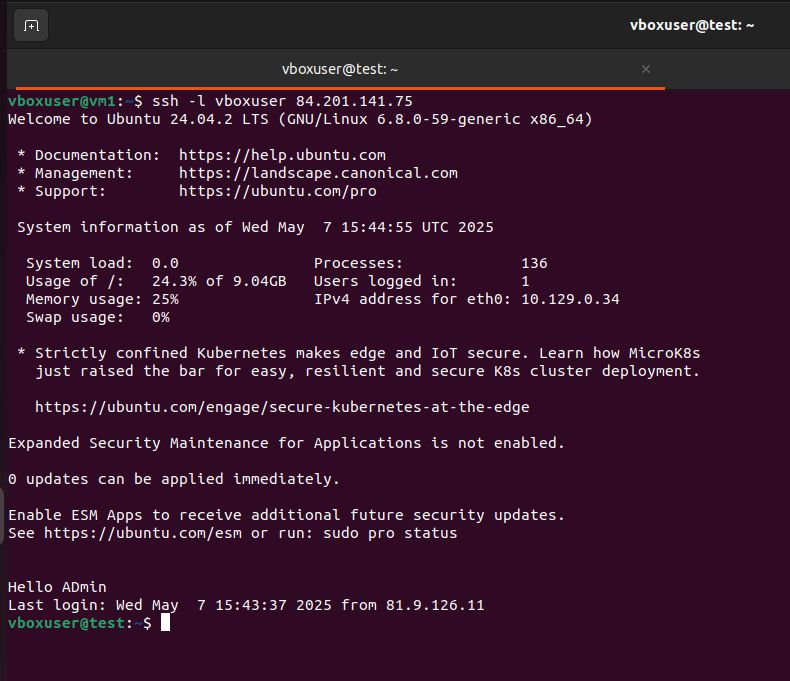 vboxuser@test: ~
vboxuser@test: ~
vboxuser@vm1:~$ ssh -l vboxuser 84.201.141.75
Welcome to Ubuntu 24.04.2 LTS (GNU/Linux 6.8.0-59-generic x86_64)

 * Documentation:  https://help.ubuntu.com
 * Management:     https://landscape.canonical.com
 * Support:        https://ubuntu.com/pro

 System information as of Wed May  7 15:44:55 UTC 2025

  System load:  0.0               Processes:             136
  Usage of /:   24.3% of 9.04GB   Users logged in:       1
  Memory usage: 25%               IPv4 address for eth0: 10.129.0.34
  Swap usage:   0%

 * Strictly confined Kubernetes makes edge and IoT secure. Learn how MicroK8s
   just raised the bar for easy, resilient and secure K8s cluster deployment.

   https://ubuntu.com/engage/secure-kubernetes-at-the-edge

Expanded Security Maintenance for Applications is not enabled.

0 updates can be applied immediately.

Enable ESM Apps to receive additional future security updates.
See https://ubuntu.com/esm or run: sudo pro status


Hello ADmin
Last login: Wed May  7 15:43:37 2025 from 81.9.126.11
vboxuser@test:~$